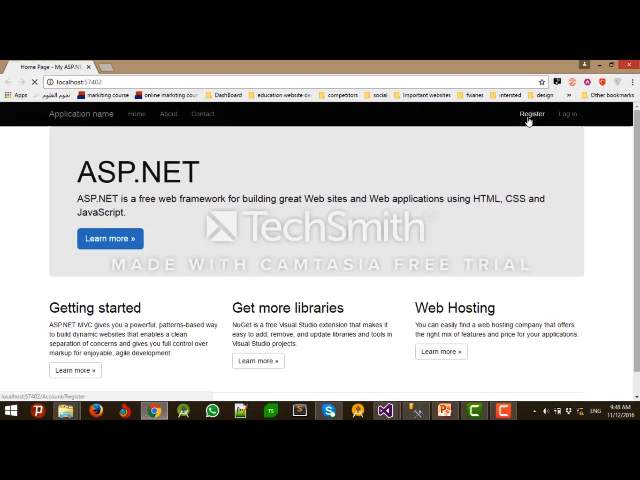 Home Page - My ASP.NE
localhost:57402
Apps
نجوم العلوم
markiting course
online markiting cours
DashBoard
education website de
competitors
social
Important websites
fwanet
intersted
design
»
Other bookmarks
Application name
Home
About
Contact
Register
Log in
ASP.NET
ASP.NET is a free web framework for building great Web sites and Web applications using HTML, CSS and
JavaScript.
Learn more »
TechSmith
MADE WITH CAMTASIA FREE TRIAL
Getting started
ASP.NET MVC gives you a powerful, patterns-based way
to build dynamic websites that enables a clean
separation of concerns and gives you full control over
markup for enjoyable, agile development.
Learn more »
Get more libraries
NuGet is a free Visual Studio extension that makes it
easy to add, remove, and update libraries and tools in
Visual Studio projects.
Learn more »
Web Hosting
You can easily find a web hosting company that offers
the right mix of features and price for your applications.
Learn more »
localhost:57402/Account/Register
ENG
9:48 AM
11/12/2016